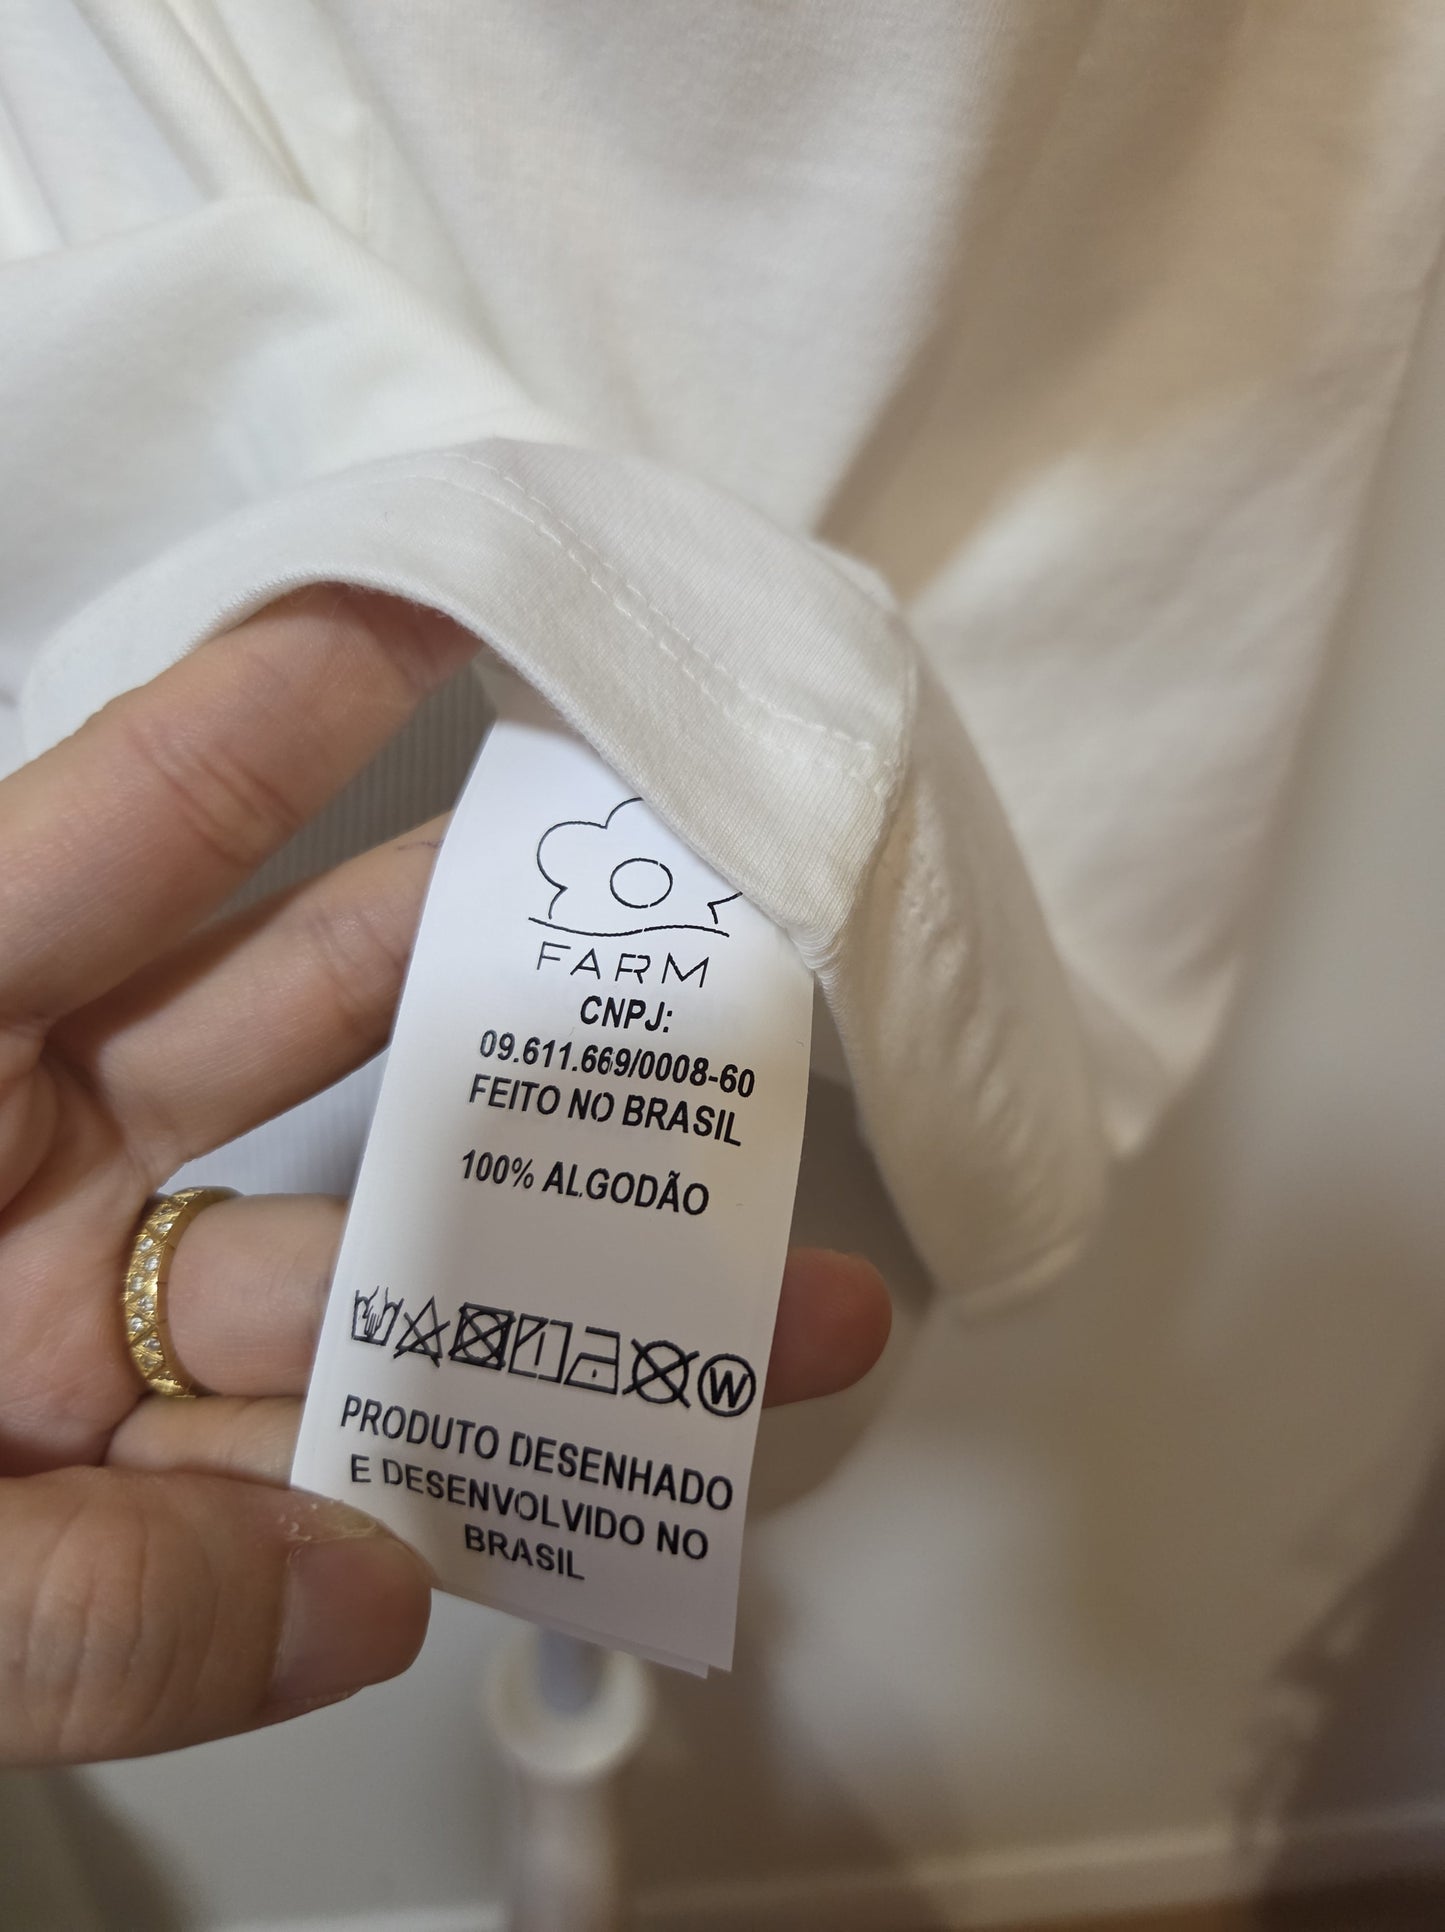 FARM
CNPJ:
09.611.669/0008-60
FEITO NO BRASIL
100% ALGODÃO
W
PRODUTO DESENHADO
E DESENVOLVIDO NO
BRASIL